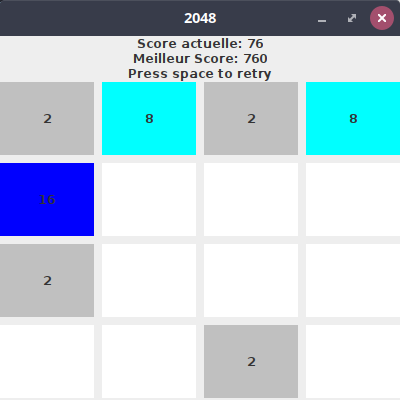 2048
Score actuelle: 76
Meilleur Score: 760
Press space to retry
2 8 2 8
16
2
2